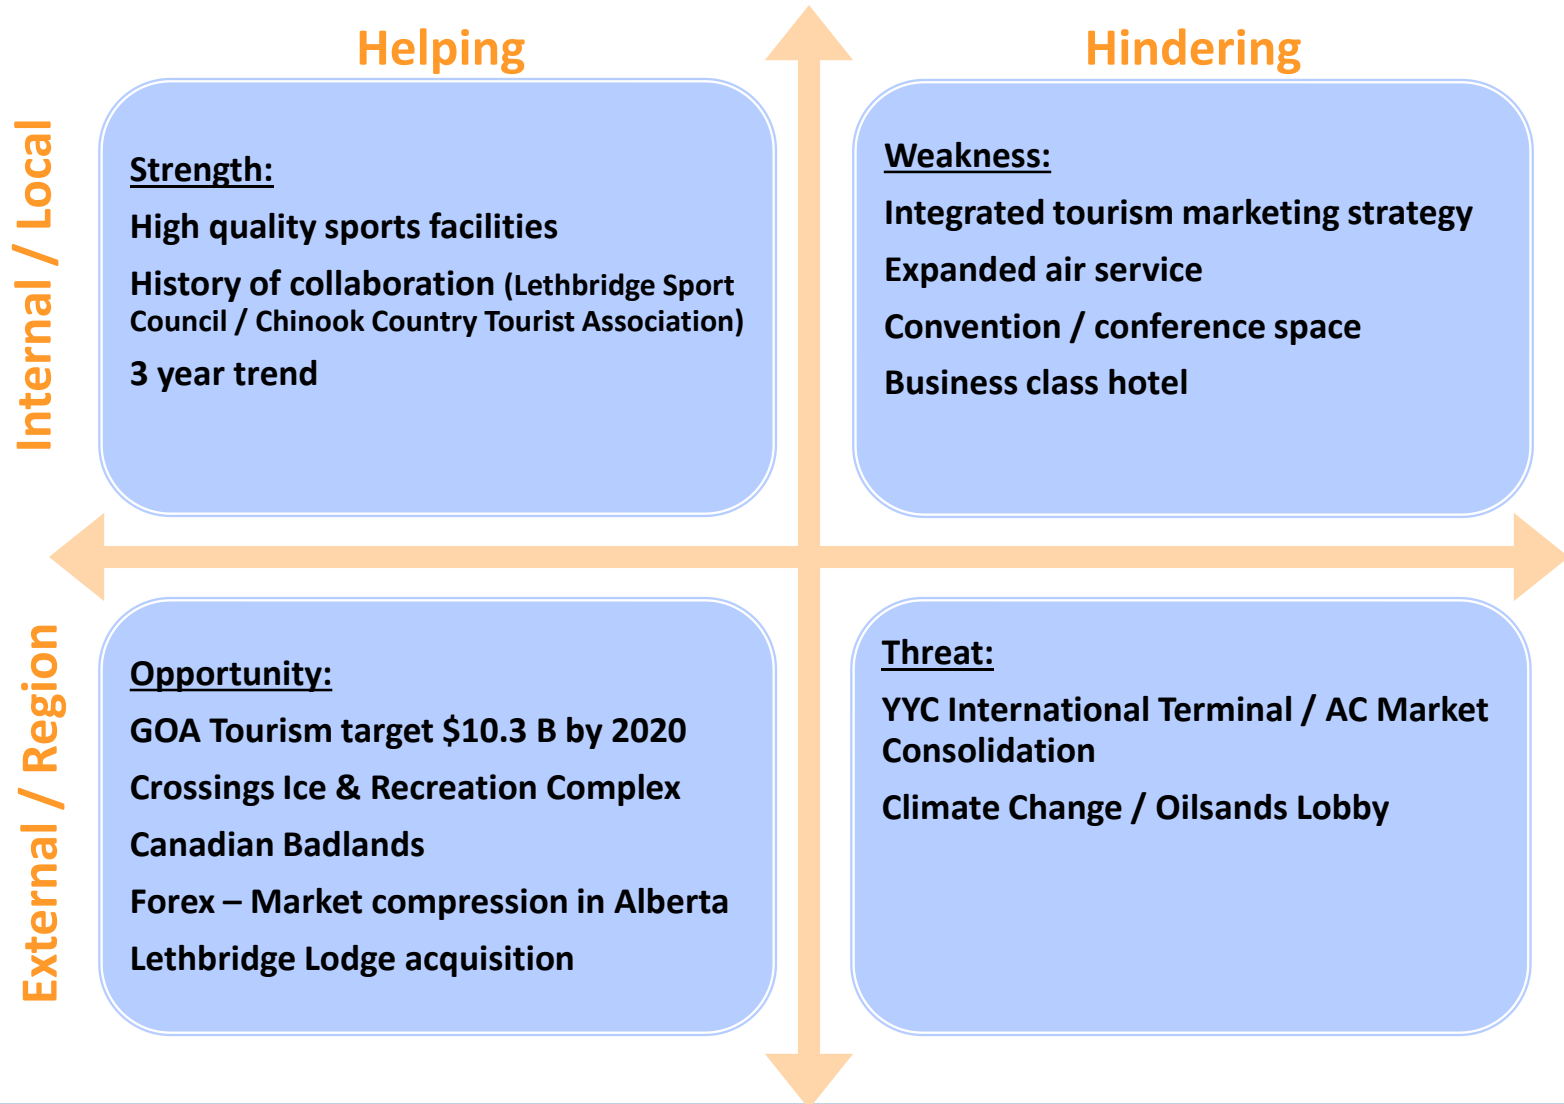 Helping
Hindering
Internal / Local
Strength:
High quality sports facilities
History of collaboration (Lethbridge Sport
Council / Chinook Country Tourist Association)
3 year trend
Weakness:
Integrated tourism marketing strategy
Expanded air service
Convention / conference space
Business class hotel
External / Region
Opportunity:
GOA Tourism target $10.3 B by 2020
Crossings Ice & Recreation Complex
Canadian Badlands
Forex – Market compression in Alberta
Lethbridge Lodge acquisition
Threat:
YYC International Terminal / AC Market
Consolidation
Climate Change / Oilsands Lobby